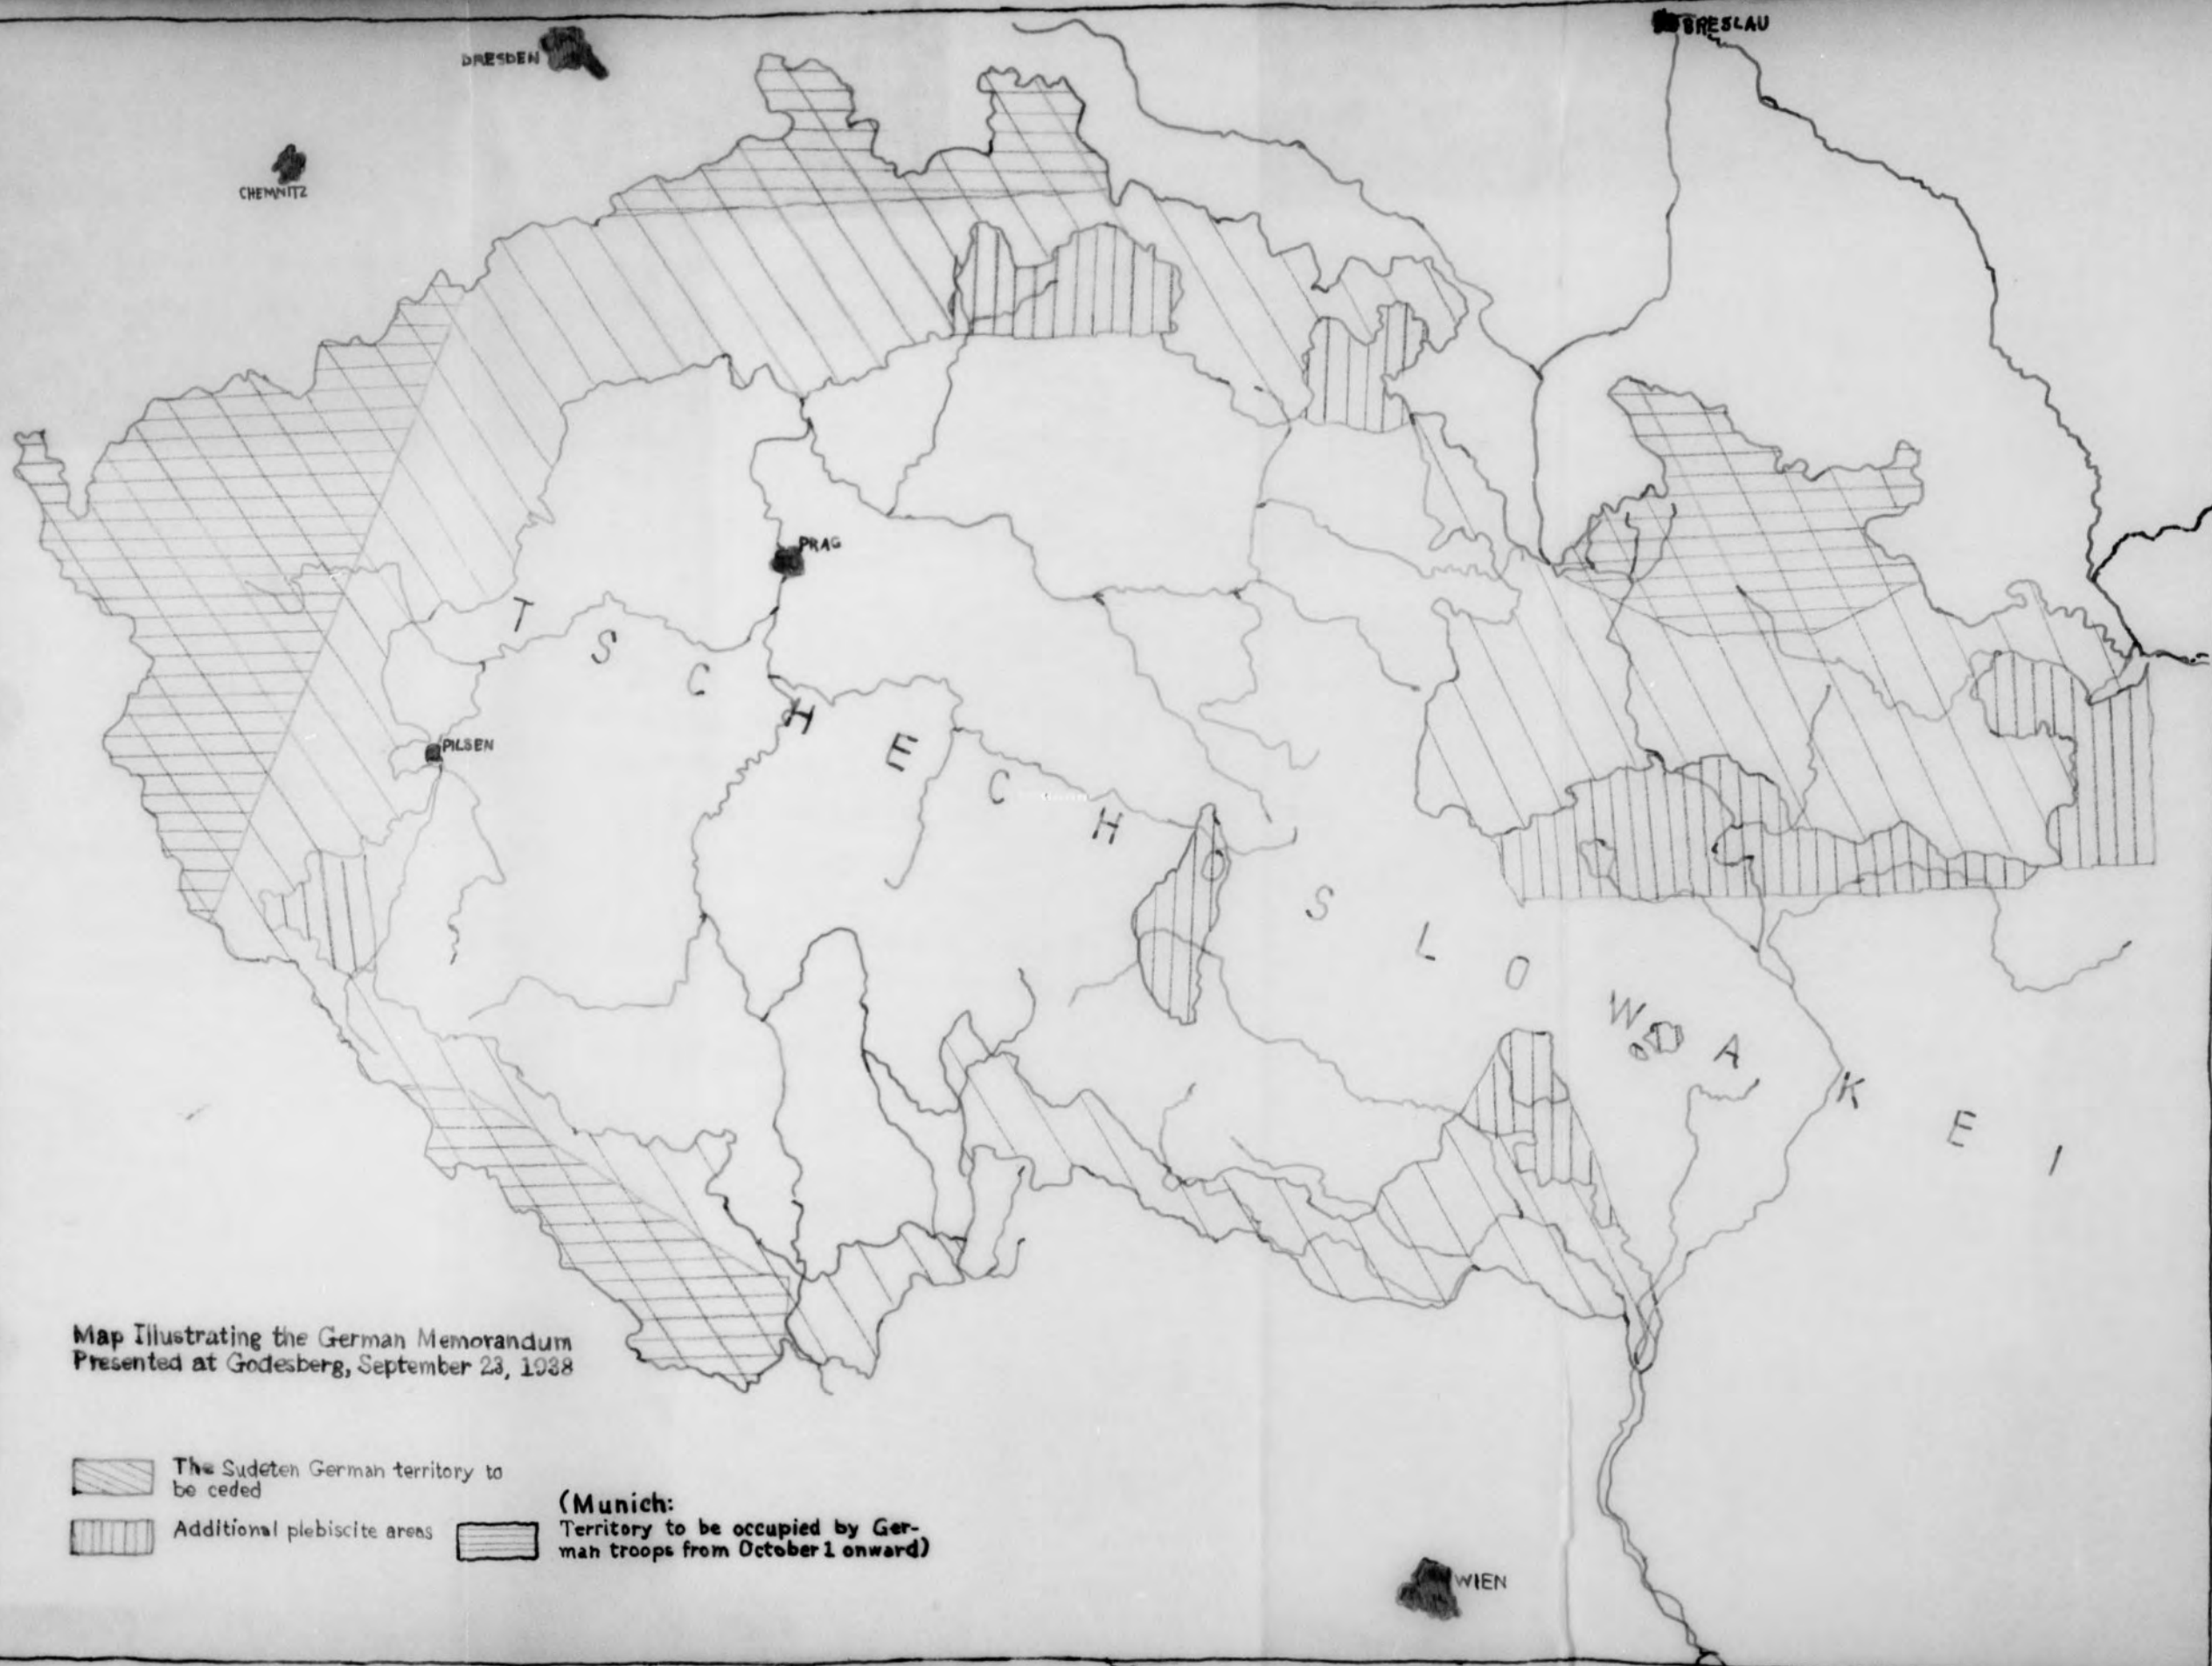 BRESLAU
DRESDEN
CHEMNITZ
PRAG
TSCHECHOSLOWAKEI
PILSEN
Map Illustrating the German Memorandum
Presented at Godesberg, September 23, 1938
The Sudeten German territory to
be ceded
Additional plebiscite areas
(Munich:
Territory to be occupied by Ger-
man troops from October 1 onward)
WIEN